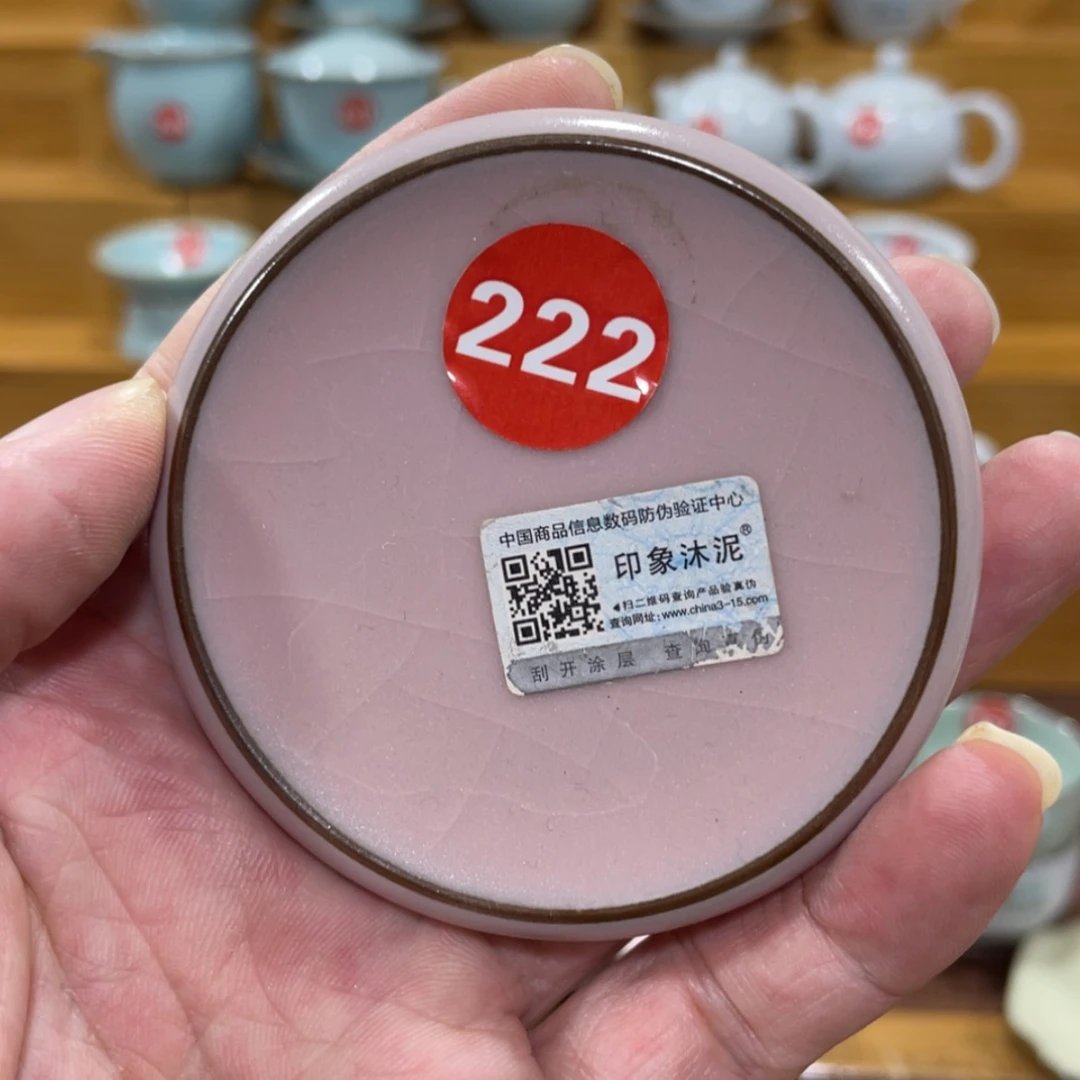 222
中国商品信息数码防伪验证中心
印象沐泥®
◀扫二维码查询产品验真伪
查询网址:www.china3-15.com
刮开涂层 查询真伪